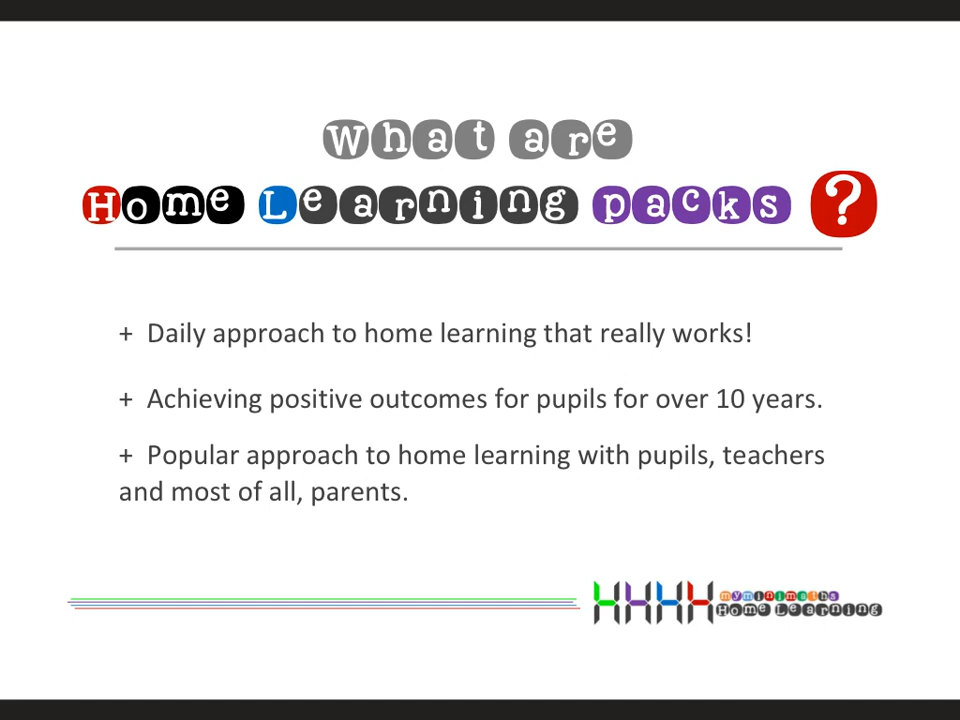 What are
Home Learning packs ?
+ Daily approach to home learning that really works!
+ Achieving positive outcomes for pupils for over 10 years.
+ Popular approach to home learning with pupils, teachers
and most of all, parents.
HHHH myminimaths
Home Learning